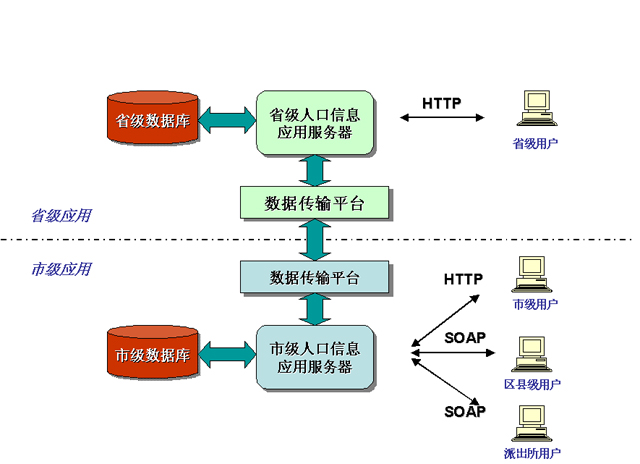 省级数据库
省级人口信息
应用服务器
HTTP
省级用户
数据传输平台
省级应用
市级应用
数据传输平台
HTTP
市级用户
市级数据库
市级人口信息
应用服务器
SOAP
区县级用户
SOAP
派出所用户